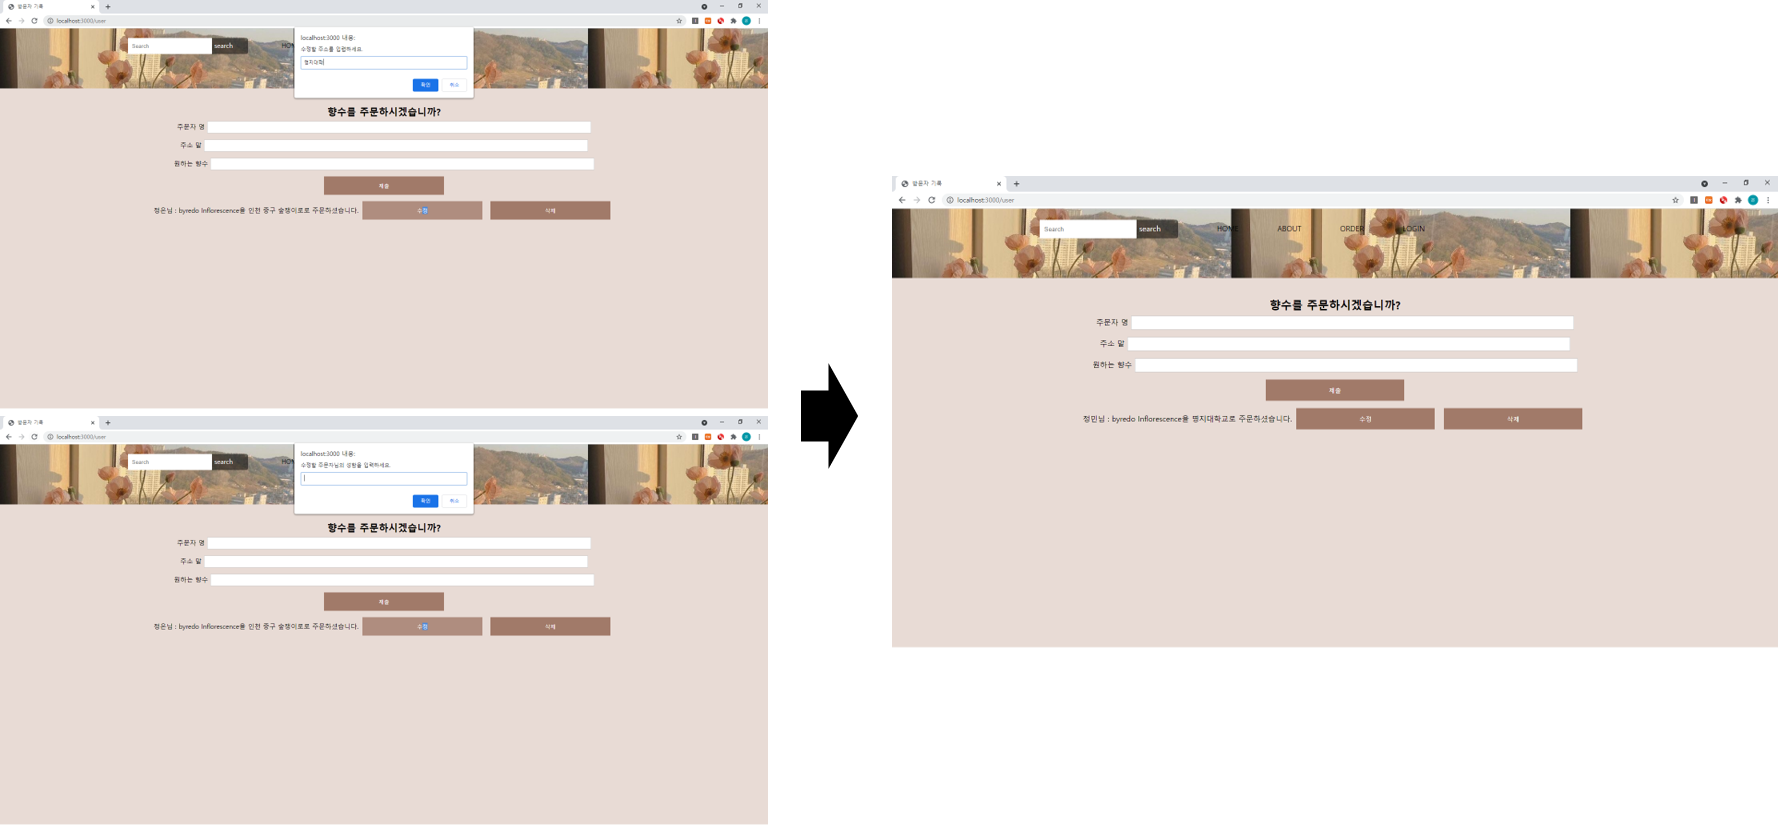 방문자 기록
localhost:3000/user
Search
search
localhost:3000 내용:
수정할 주소를 입력하세요.
명지대학
확인
취소
향수를 주문하시겠습니까?
주문자 명
주소 말
원하는 향수
제출
정은님 : byredo Inflorescence을 인천 중구 솔쟁이로로 주문하셨습니다.
수정
삭제
방문자 기록
localhost:3000/user
Search
search
localhost:3000 내용:
수정할 주문자님의 성함을 입력하세요.
확인
취소
향수를 주문하시겠습니까?
주문자 명
주소 말
원하는 향수
제출
정은님 : byredo Inflorescence을 인천 중구 솔쟁이로로 주문하셨습니다.
수정
삭제
방문자 기록
localhost:3000/user
Search
search
HOME
ABOUT
ORDER
LOGIN
향수를 주문하시겠습니까?
주문자 명
주소 말
원하는 향수
제출
정민님 : byredo Inflorescence을 명지대학교로 주문하셨습니다.
수정
삭제